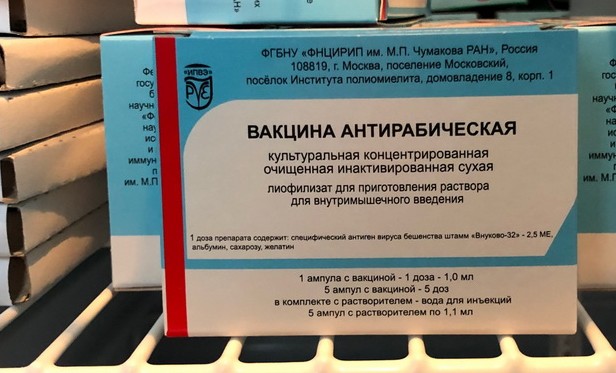 ФГБНУ «ФНЦИРИП им. М.П. Чумакова РАН», Россия
108819, г. Москва, поселение Московский,
посёлок Института полиомиелита, домовладение 8, корп. 1
«ИПВЭ»
ВАКЦИНА АНТИРАБИЧЕСКАЯ
культуральная концентрированная
очищенная инактивированная сухая
лиофилизат для приготовления раствора
для внутримышечного введения
1 доза препарата содержит: специфический антиген вируса бешенства штамм «Внуково-32» - 2,5 МЕ,
альбумин, сахарозу, желатин
1 ампула с вакциной - 1 доза - 1,0 мл
5 ампул с вакциной - 5 доз
в комплекте с растворителем - вода для инъекций
5 ампул с растворителем по 1,1 мл